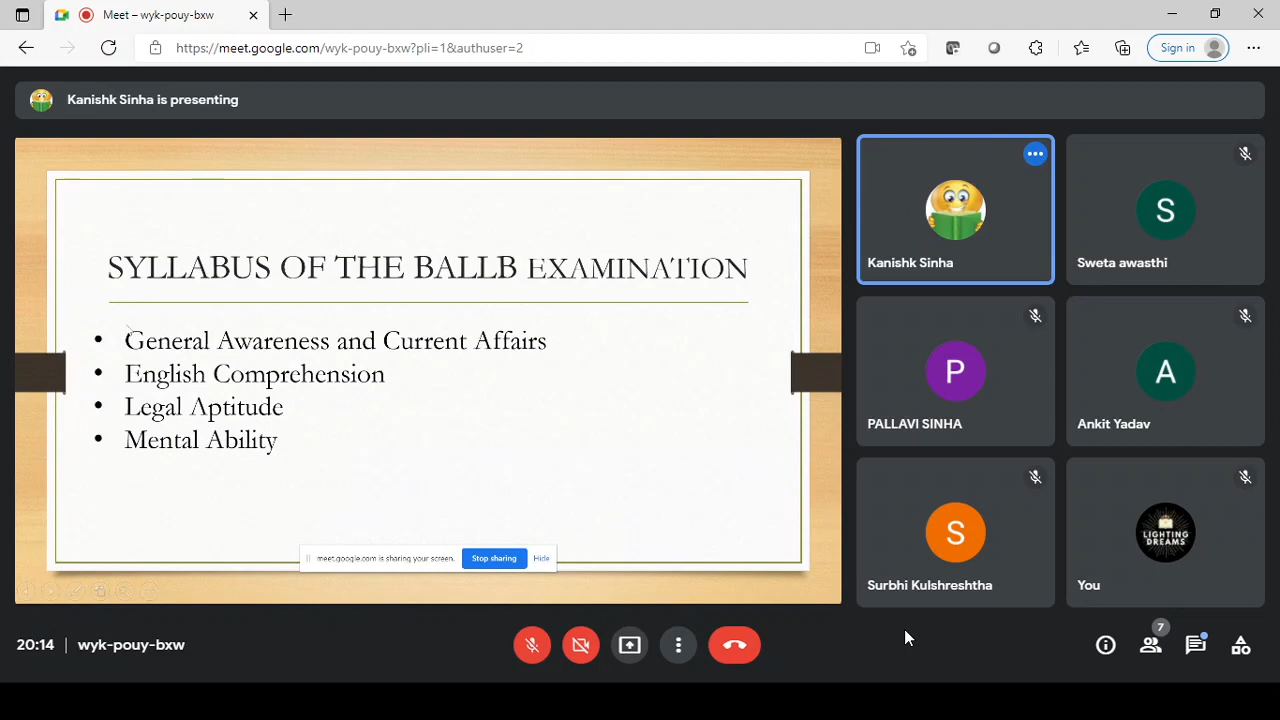 Meet – wyk-pouy-bxw
https://meet.google.com/wyk-pouy-bxw?pli=1&authuser=2
Sign in
Kanishk Sinha is presenting
SYLLABUS OF THE BALLB EXAMINATION
• General Awareness and Current Affairs
• English Comprehension
• Legal Aptitude
• Mental Ability
meet.google.com is sharing your screen.
Stop sharing
Hide
Kanishk Sinha
S
Sweta awasthi
P
PALLAVI SINHA
A
Ankit Yadav
S
Surbhi Kulshreshtha
LIGHTING
DREAMS
You
20:14 | wyk-pouy-bxw
7